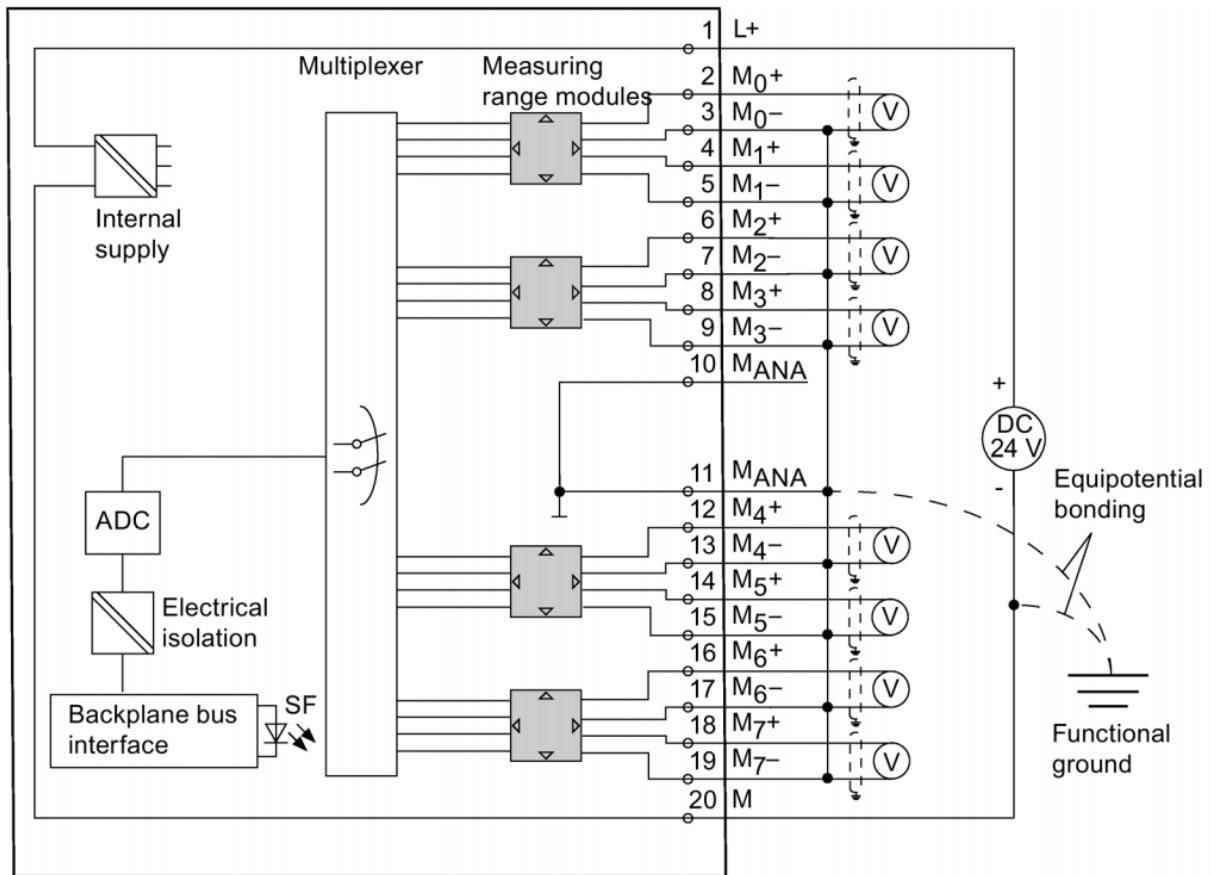 1 L+
Multiplexer
Measuring
range modules
2 M0+
3 M0–
4 M1+
5 M1–
6 M2+
7 M2–
8 M3+
9 M3–
10 MANA
11 MANA
12 M4+
13 M4–
14 M5+
15 M5–
16 M6+
17 M6–
18 M7+
19 M7–
20 M
V
V
V
V
V
V
V
V
Internal
supply
ADC
Electrical
isolation
Backplane bus
interface
SF
+
DC
24 V
-
Equipotential
bonding
Functional
ground